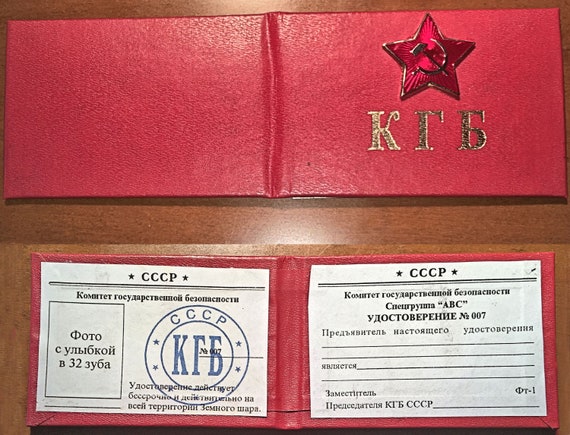 КГБ
★ СССР ★
Комитет государственной безопасности
Фото
с улыбкой
в 32 зуба
СССР
КГБ
№ 007
Удостоверение действует
бессрочно и действительно на
всей территории Земного шара.
★ СССР ★
Комитет государственной безопасности
Спецгруппа "АВС"
УДОСТОВЕРЕНИЕ № 007
Предъявитель настоящего удостоверения
является
Заместитель Фт-1
Председателя КГБ СССР